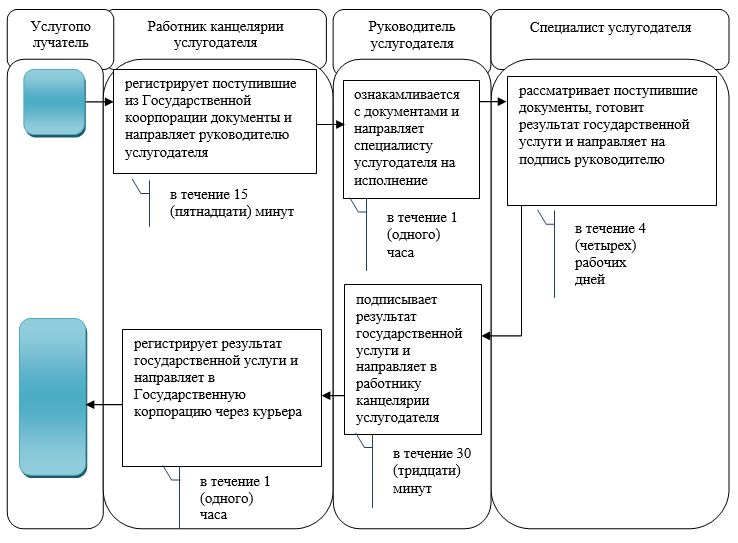 Услугопо
лучатель
Работник канцелярии
услугодателя
Руководитель
услугодателя
Специалист услугодателя
регистрирует поступившие
из Государственной
коорпорации документы и
направляет руководителю
услугодателя
в течение 15
(пятнадцати) минут
ознакамливается
с документами и
направляет
специалисту
услугодателя на
исполнение
в течение 1
(одного)
часа
рассматривает поступившие
документы, готовит
результат государственной
услуги и направляет на
подпись руководителю
в течение 4
(четырех)
рабочих
дней
подписывает
результат
государственной
услуги и
направляет в
работнику
канцелярии
услугодателя
в течение 30
(тридцати)
минут
регистрирует результат
государственной услуги и
направляет в
Государственную
корпорацию через курьера
в течение 1
(одного)
часа